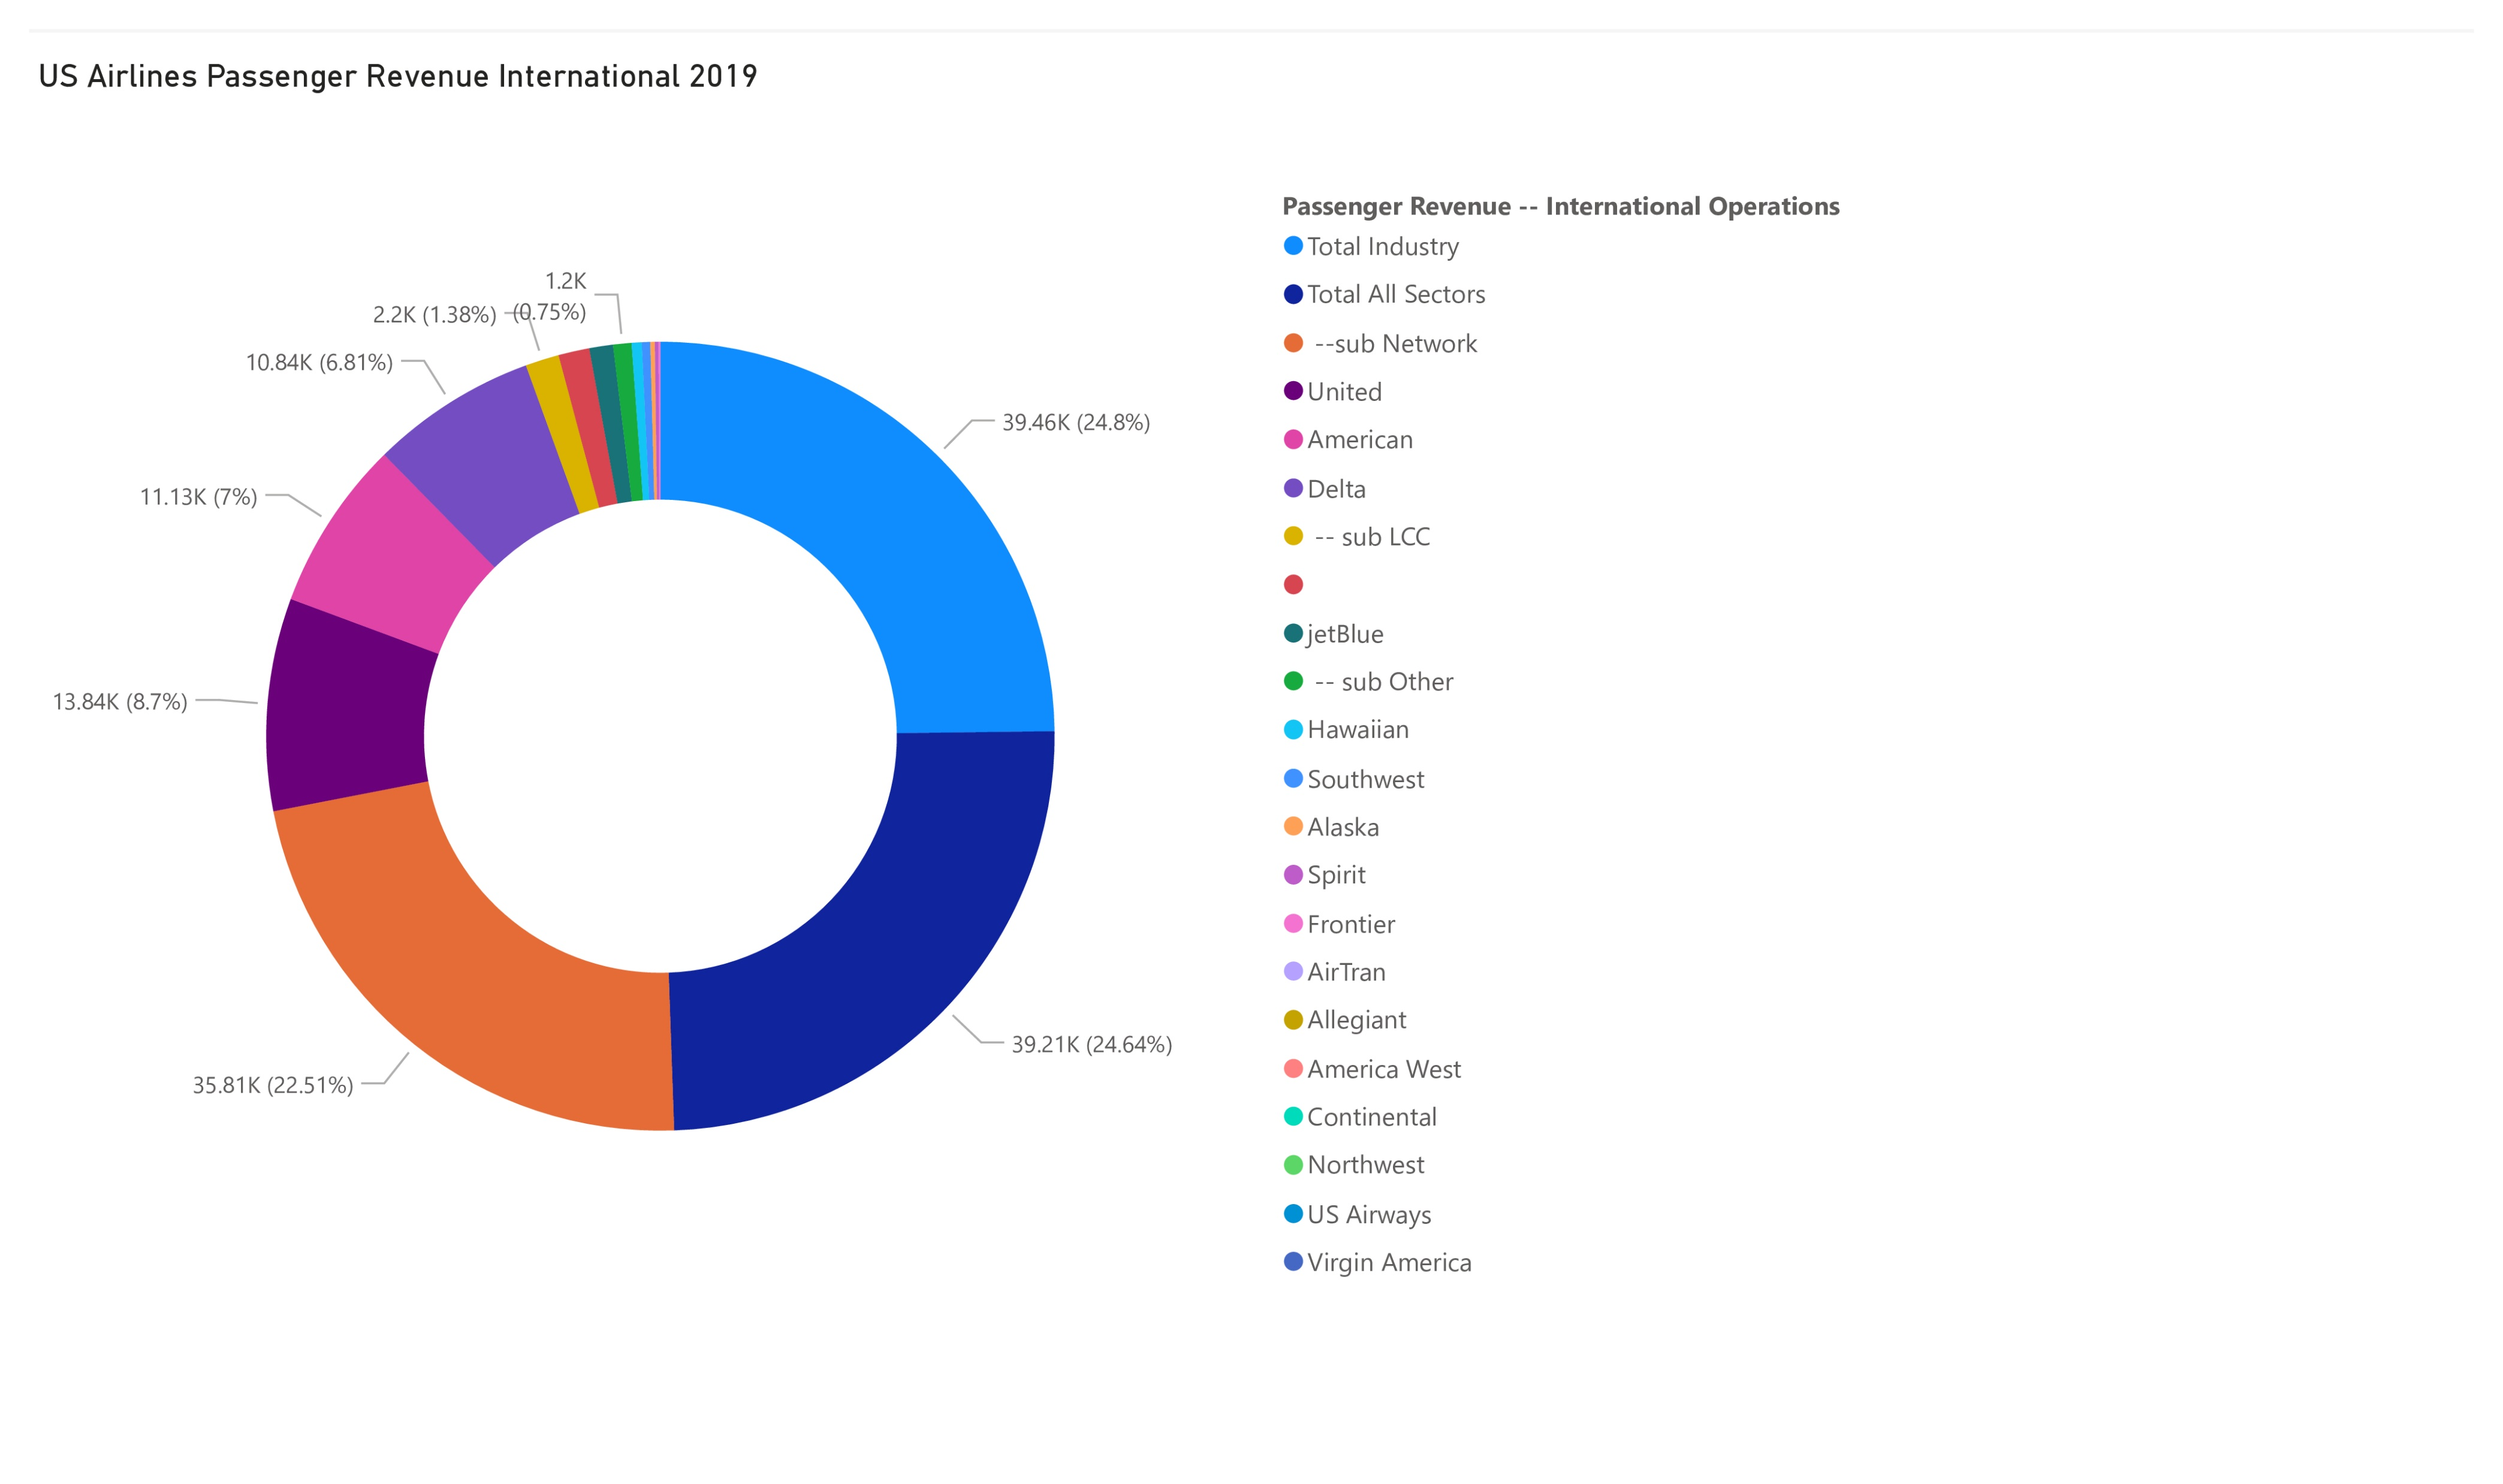 US Airlines Passenger Revenue International 2019
1.2K
(0.75%)
2.2K (1.38%)
10.84K (6.81%)
11.13K (7%)
13.84K (8.7%)
35.81K (22.51%)
39.46K (24.8%)
39.21K (24.64%)
Passenger Revenue -- International Operations
Total Industry
Total All Sectors
--sub Network
United
American
Delta
-- sub LCC
jetBlue
-- sub Other
Hawaiian
Southwest
Alaska
Spirit
Frontier
AirTran
Allegiant
America West
Continental
Northwest
US Airways
Virgin America